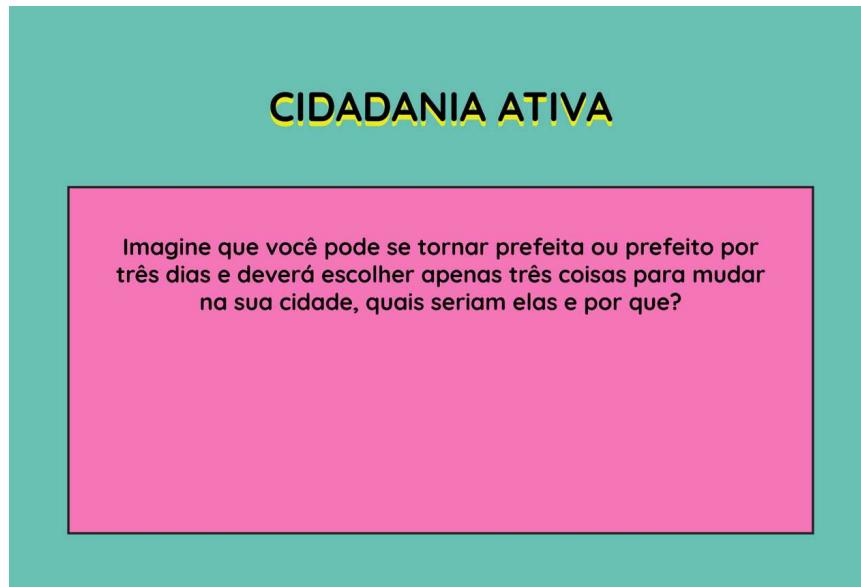 CIDADANIA ATIVA
Imagine que você pode se tornar prefeita ou prefeito por
três dias e deverá escolher apenas três coisas para mudar
na sua cidade, quais seriam elas e por que?